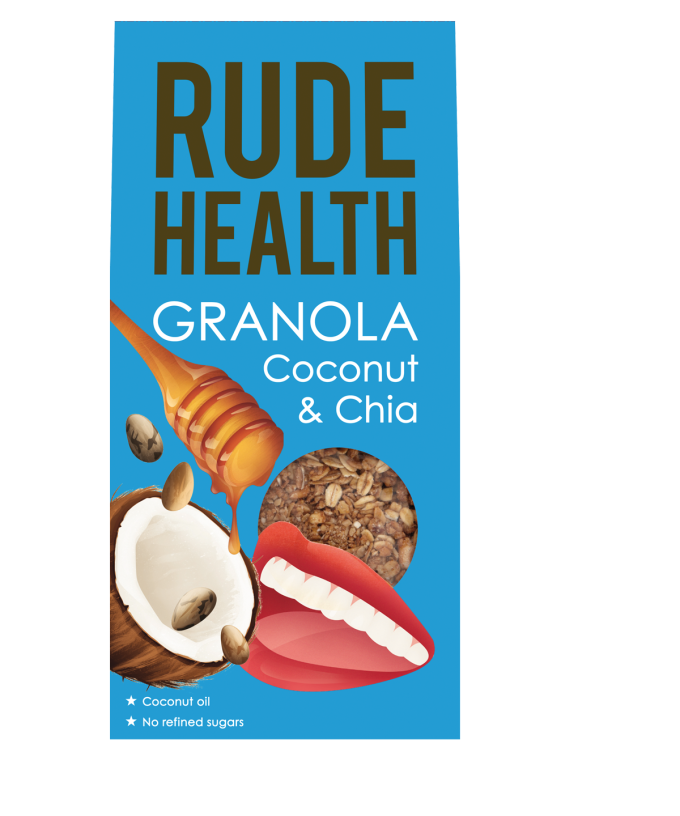 RUDE
HEALTH
GRANOLA
Coconut
& Chia
★ Coconut oil
★ No refined sugars